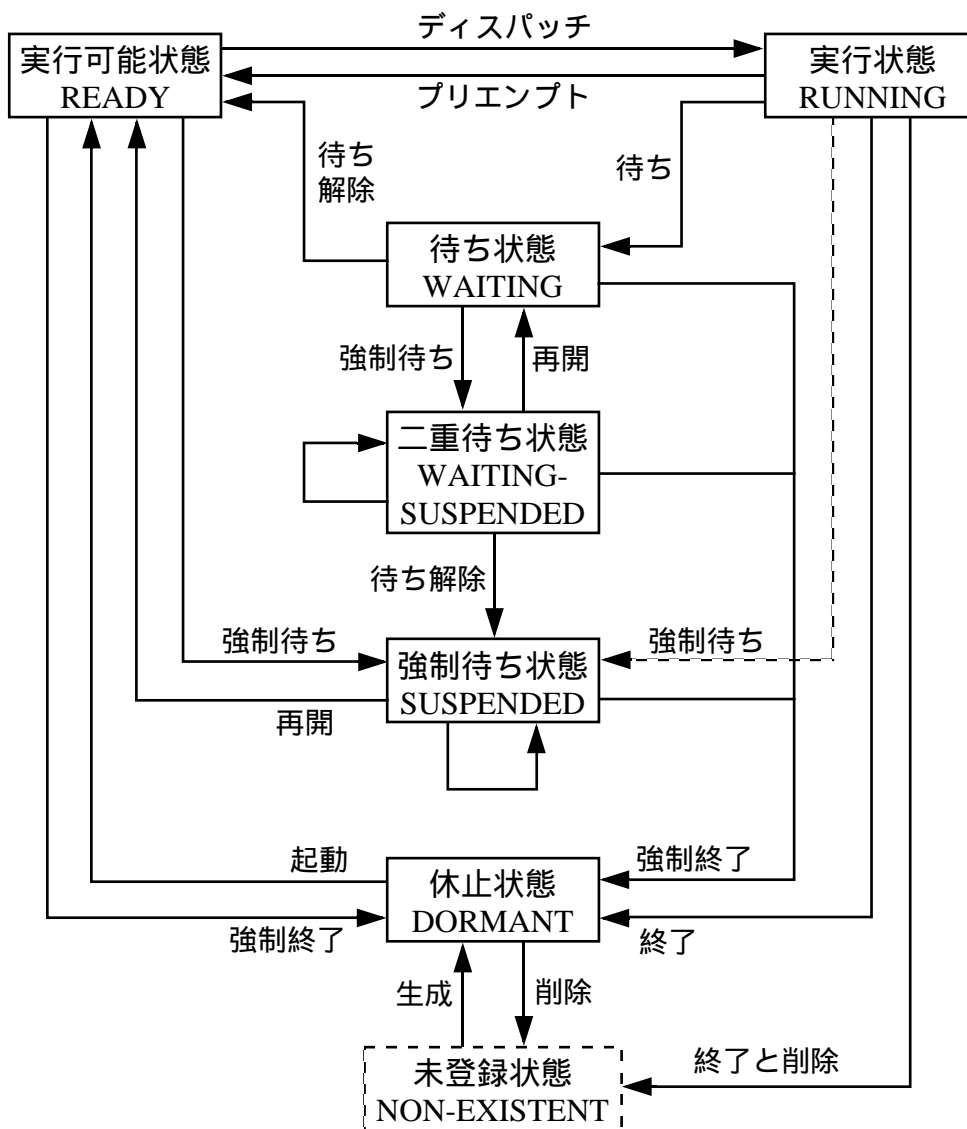 ディスパッチ
実行可能状態
READY
実行状態
RUNNING
プリエンプト
待ち
解除
待ち
待ち状態
WAITING
強制待ち
再開
二重待ち状態
WAITING-
SUSPENDED
待ち解除
強制待ち
強制待ち
強制待ち状態
SUSPENDED
再開
起動
強制終了
休止状態
DORMANT
強制終了
終了
生成
削除
未登録状態
NON-EXISTENT
終了と削除